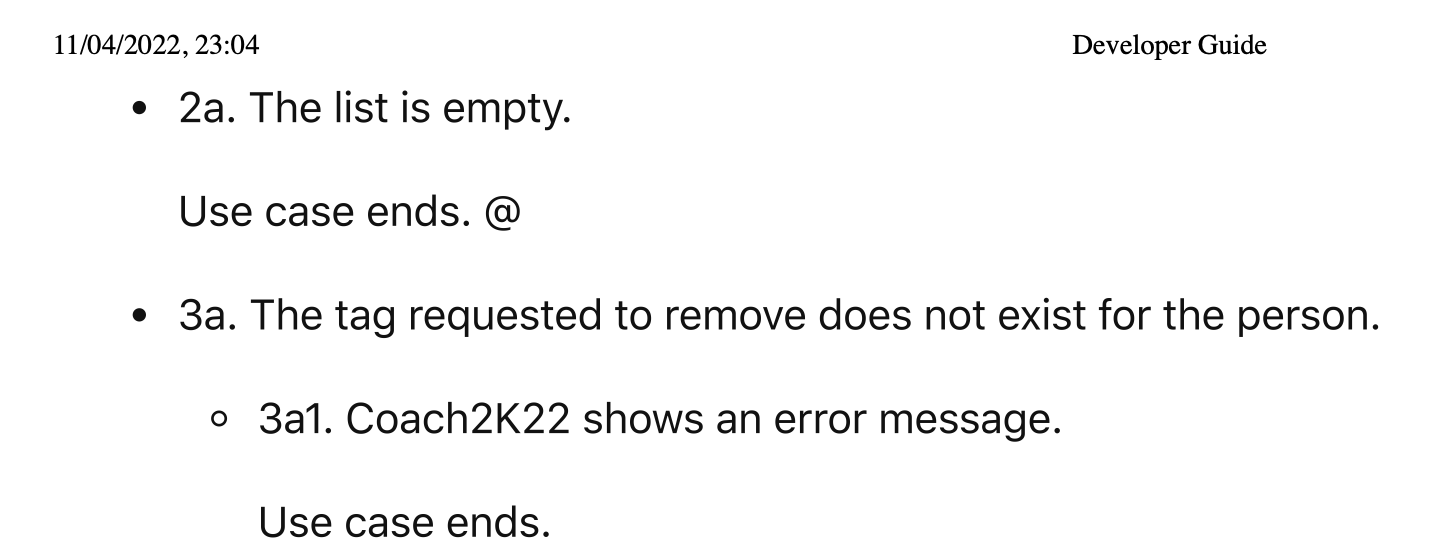 11/04/2022, 23:04 Developer Guide
• 2a. The list is empty.
Use case ends. @
• 3a. The tag requested to remove does not exist for the person.
◦ 3a1. Coach2K22 shows an error message.
Use case ends.